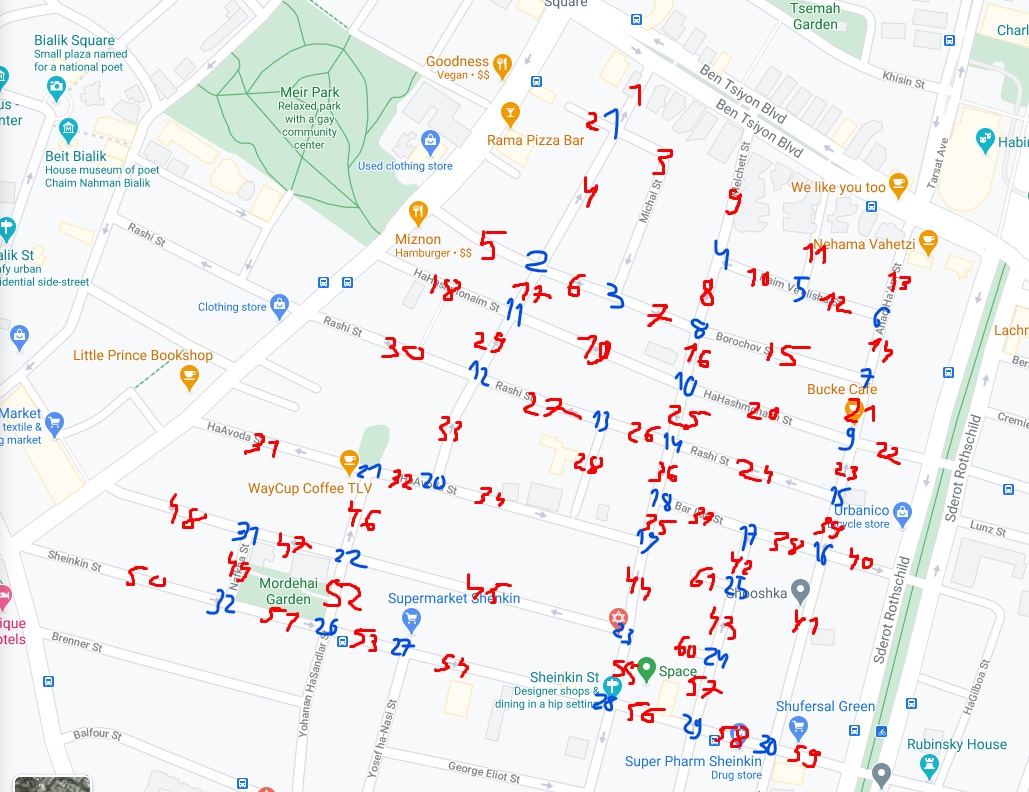 Square
Tsemah
Garden
Charl
Khisin St
Bialik Square
Small plaza named
for a national poet
Goodness
Vegan • $$
Ben Tsiyon Blvd
Ben Tsiyon Blvd
Meir Park
Relaxed park
with a gay
community
center
1
2 1
Rama Pizza Bar
us -
nter
Beit Bialik
House museum of poet
Chaim Nahman Bialik
Used clothing store
Tarsat Ave
Habin
3
4
Michal St
9
We like you too
Miznon
Hamburger • $$
Rashi St
alik St
afy urban
idential side-street
5
2
4
11
Nehama Vahetzi
HaHashmonaim St
18
17
6
3
8
10
5
12
13
6
Clothing store
11
7
8
Borochov St
Rashi St
30
29
16
15
14
Lachn
Little Prince Bookshop
12
Rashi St
10
7
Bucke Cafe
Market
textile &
g market
27
13
25
HaHashmonaim St
20
21
Cremie
HaAvoda St
31
33
26
14
Rashi St
9
22
28
24
23
Sderot Rothschild
WayCup Coffee TLV
21
32
20
HaAvoda St
34
36
18
15
Urbanico
Bicycle store
48
46
35
Bar Ilan St
37
39
Lunz St
31
47
22
19
17
38
16
40
Sheinkin St
50
49
Mordehai
Garden
52
45
44
61
42
25
Shooshka
Supermarket Shenkin
32
51
26
53
27
23
43
41
Brenner St
54
60
24
Sderot Rothschild
55
Space
Yohanan HaSandlar St
Sheinkin St
Designer shops &
dining in a hip setting
57
28
56
29
58
30
59
Shufersal Green
HaGilboa St
Balfour St
Yosef ha-Nasi St
George Eliot St
Super Pharm Sheinkin
Drug store
Rubinsky House
ique
otels